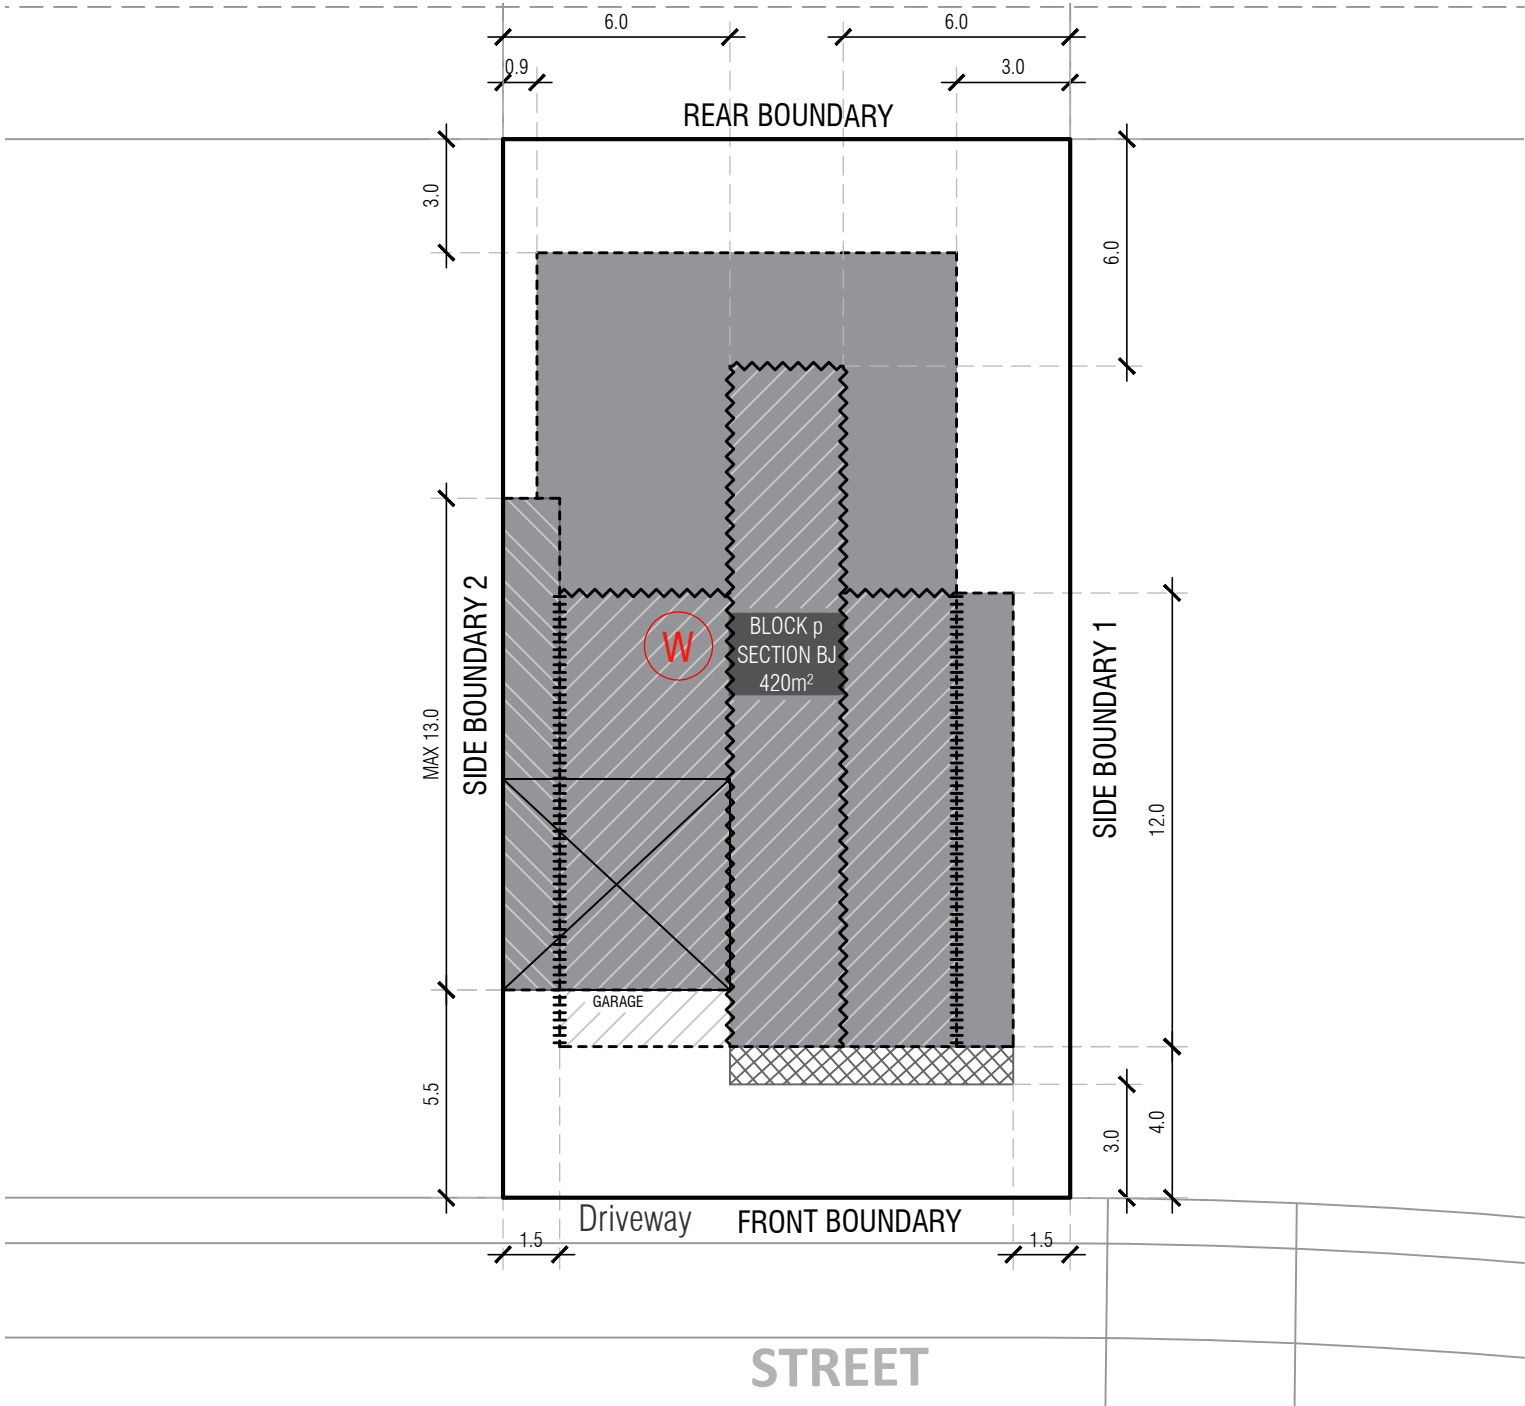 6.0
6.0
0.9
3.0
REAR BOUNDARY
3.0
6.0
SIDE BOUNDARY 2
W
BLOCK p
SECTION BJ
420m²
SIDE BOUNDARY 1
MAX 13.0
12.0
GARAGE
5.5
3.0
4.0
Driveway
FRONT BOUNDARY
1.5
1.5
STREET